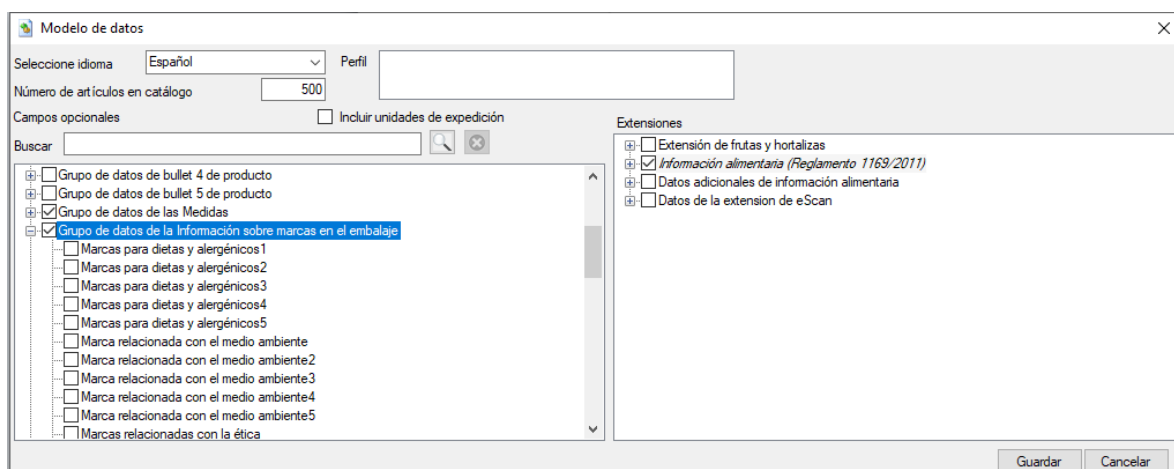 Modelo de datos
Seleccione idioma Español Perfil
Número de artículos en catálogo 500
Campos opcionales Incluir unidades de expedición
Extensiones
Buscar
Grupo de datos de bullet 4 de producto
Grupo de datos de bullet 5 de producto
Grupo de datos de las Medidas
Grupo de datos de la Información sobre marcas en el embalaje
Marcas para dietas y alergénicos1
Marcas para dietas y alergénicos2
Marcas para dietas y alergénicos3
Marcas para dietas y alergénicos4
Marcas para dietas y alergénicos5
Marca relacionada con el medio ambiente
Marca relacionada con el medio ambiente2
Marca relacionada con el medio ambiente3
Marca relacionada con el medio ambiente4
Marca relacionada con el medio ambiente5
Marcas relacionadas con la ética
Extensión de frutas y hortalizas
Información alimentaria (Reglamento 1169/2011)
Datos adicionales de información alimentaria
Datos de la extension de eScan
Guardar Cancelar